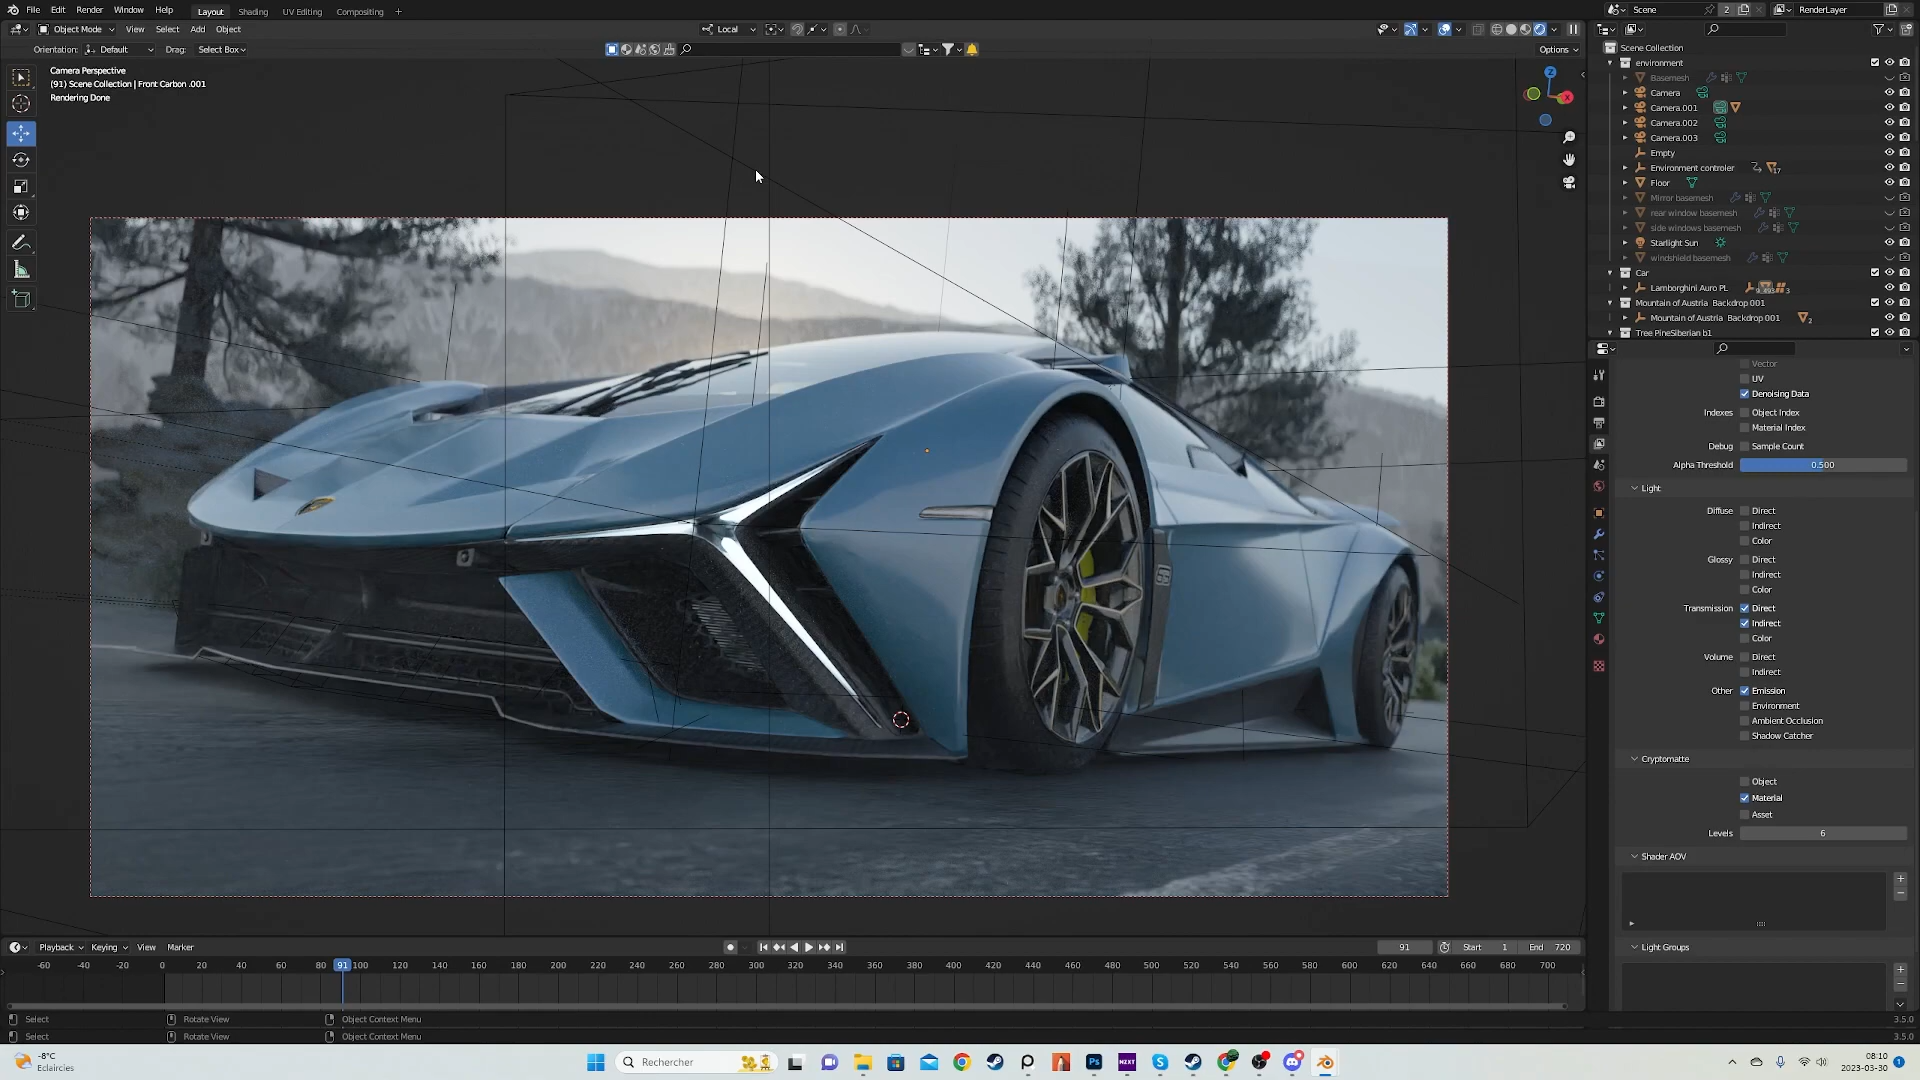 File Edit Render Window Help Layout Shading UV Editing Compositing + Scene 2 RenderLayer
Object Mode View Select Add Object Local
Orientation: Default Drag: Select Box Options
Camera Perspective
(91) Scene Collection | Front Carbon .001
Rendering Done
Scene Collection
environment
Basemesh
Camera
Camera.001
Camera.002
Camera.003
Empty
Environment controler 17
Floor
Mirror basemesh
rear window basemesh
side windows basemesh
Starlight Sun
windshield basemesh
Car
Lamborghini Auro PL 3
Mountain of Austria Backdrop 001
Mountain of Austria Backdrop 001 2
Tree PineSiberian b1
Vector
UV
Denoising Data
Indexes Object Index
Material Index
Debug Sample Count
Alpha Threshold 0.500
Light
Diffuse Direct
Indirect
Color
Glossy Direct
Indirect
Color
Transmission Direct
Indirect
Color
Volume Direct
Indirect
Other Emission
Environment
Ambient Occlusion
Shadow Catcher
Cryptomatte
Object
Material
Asset
Levels 6
Shader AOV
Light Groups
Playback Keying View Marker 91 Start 1 End 720
-60 -40 -20 0 20 40 60 80 91 100 120 140 160 180 200 220 240 260 280 300 320 340 360 380 400 420 440 460 480 500 520 540 560 580 600 620 640 660 680 700
Select Rotate View Object Context Menu 3.5.0
Select Rotate View Object Context Menu 3.5.0
-8°C
Eclaircies
Rechercher
Ps
NZXT
08:10
2023-03-30
1